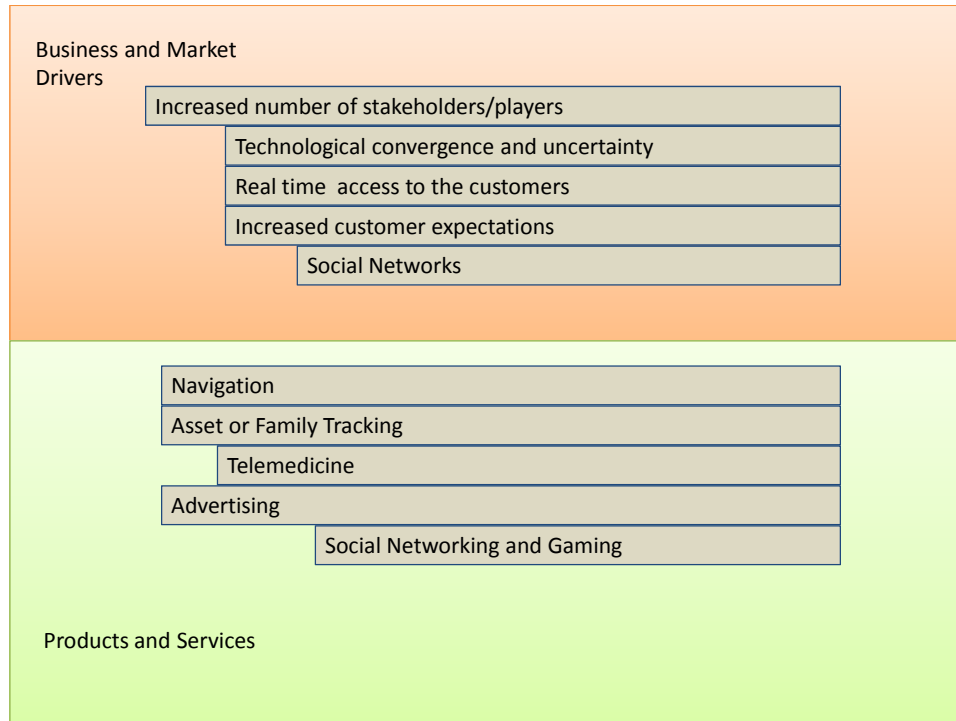 Business and Market
Drivers
Increased number of stakeholders/players
Technological convergence and uncertainty
Real time  access to the customers
Increased customer expectations
Social Networks
Navigation
Asset or Family Tracking
Telemedicine
Advertising
Social Networking and Gaming
Products and Services